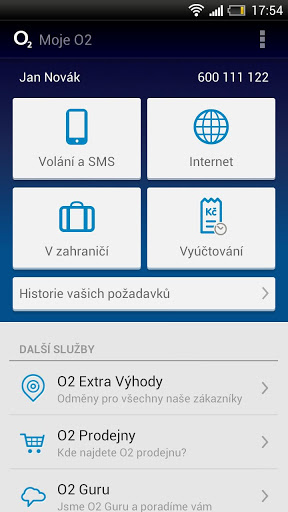 17:54
O2 Moje O2
Jan Novák 600 111 122
Volání a SMS Internet
Kč
V zahraničí Vyúčtování
Historie vašich požadavků
DALŠÍ SLUŽBY
O2 Extra Výhody
Odměny pro všechny naše zákazníky
O2 Prodejny
Kde najdete O2 prodejnu?
O2 Guru
Jsme O2 Guru a poradíme vám